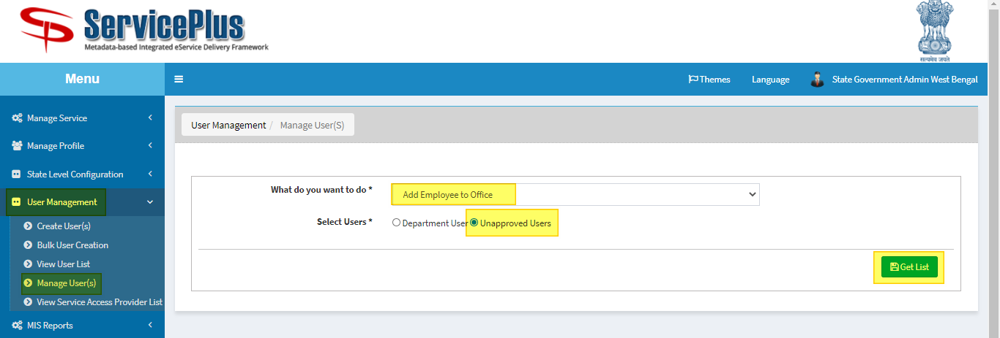 ServicePlus
Metadata-based Integrated eService Delivery Framework
सत्यमेव जयते
Menu
Themes
Language
State Government Admin West Bengal
Manage Service
Manage Profile
State Level Configuration
User Management
Create User(s)
Bulk User Creation
View User List
Manage User(s)
View Service Access Provider List
MIS Reports
User Management / Manage User(S)
What do you want to do *
Add Employee to Office
Select Users *
Department User
Unapproved Users
Get List